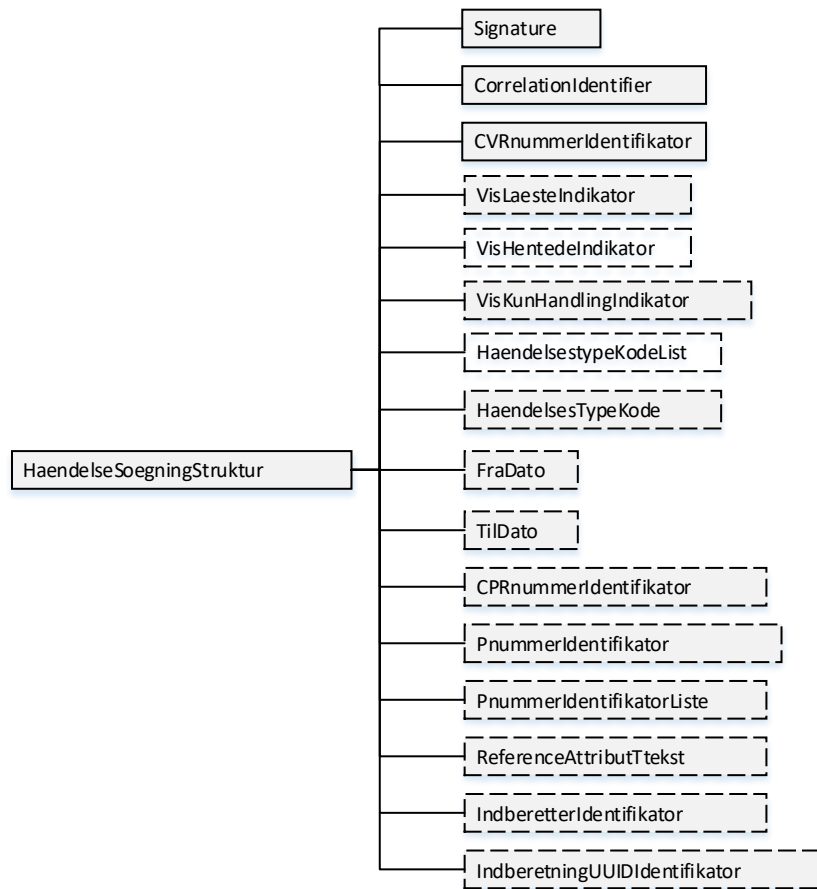 Signature
CorrelationIdentifier
CVRnummerIdentifikator
VisLaesteIndikator
VisHentedeIndikator
VisKunHandlingIndikator
HaendelsestypeKodeList
HaendelsesTypeKode
HaendelseSoegningStruktur
FraDato
TilDato
CPRnummerIdentifikator
PnummerIdentifikator
PnummerIdentifikatorListe
ReferenceAttributTtekst
IndberetterIdentifikator
IndberetningUUIDIdentifikator